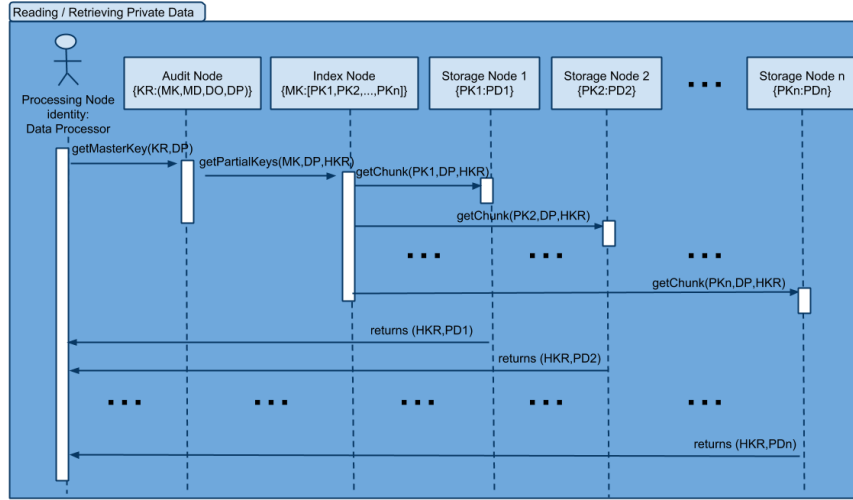 Reading / Retrieving Private Data
Processing Node
identity:
Data Processor
Audit Node
{KR:(MK,MD,DO,DP)}
Index Node
{MK:[PK1,PK2,...,PKn]}
Storage Node 1
{PK1:PD1}
Storage Node 2
{PK2:PD2}
Storage Node n
{PKn:PDn}
getMasterKey(KR,DP)
getPartialKeys(MK,DP,HKR)
getChunk(PK1,DP,HKR)
getChunk(PK2,DP,HKR)
getChunk(PKn,DP,HKR)
returns (HKR,PD1)
returns (HKR,PD2)
returns (HKR,PDn)